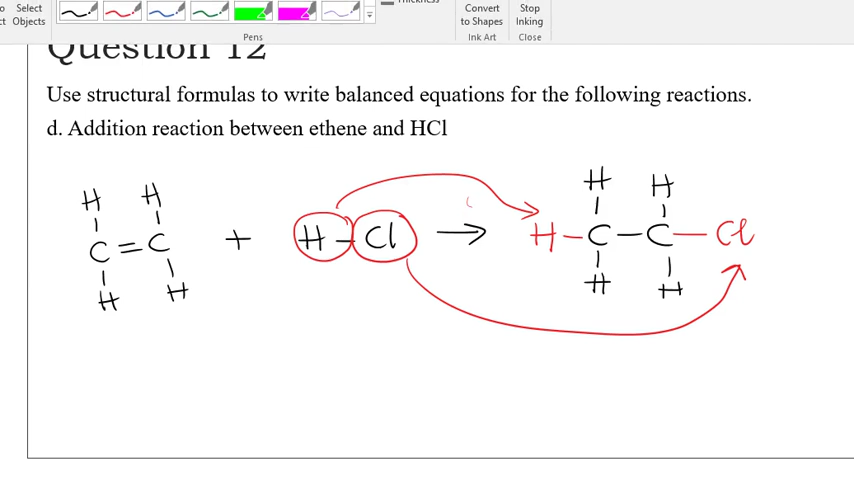 Select Convert Stop
Objects to Shapes Inking
Pens Ink Art Close
Question 12
Use structural formulas to write balanced equations for the following reactions.
d. Addition reaction between ethene and HCl
H H H H
C=C + H-Cl → H-C-C-Cl
H H H H